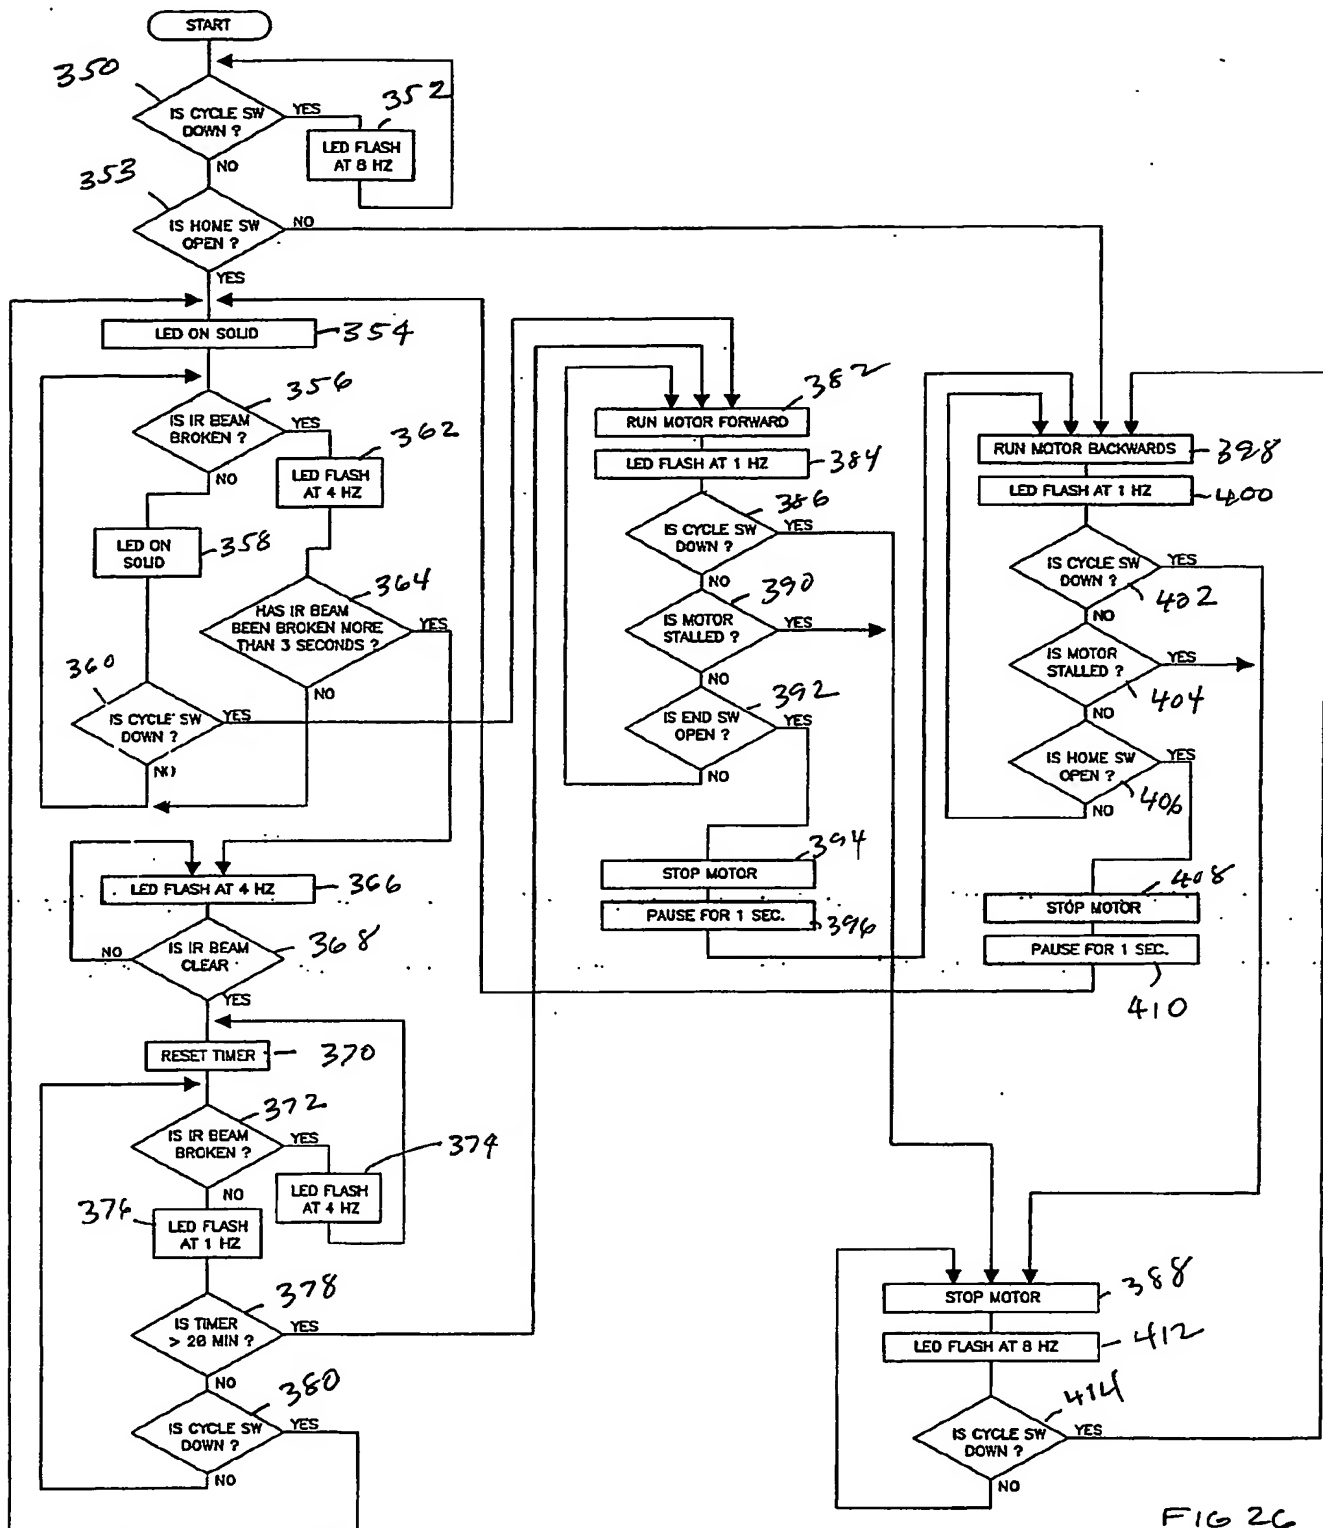 START
350
IS CYCLE SW
DOWN ?
YES
352
LED FLASH
AT 8 HZ
NO
353
IS HOME SW
OPEN ?
NO
YES
LED ON SOLID
354
356
IS IR BEAM
BROKEN ?
YES
362
LED FLASH
AT 4 HZ
NO
LED ON
SOLID
358
364
HAS IR BEAM
BEEN BROKEN MORE
THAN 3 SECONDS ?
YES
NO
360
IS CYCLE SW
DOWN ?
YES
NO
LED FLASH AT 4 HZ
366
IS IR BEAM
CLEAR
368
NO
YES
RESET TIMER
370
372
IS IR BEAM
BROKEN ?
YES
374
LED FLASH
AT 4 HZ
NO
376
LED FLASH
AT 1 HZ
378
IS TIMER
> 20 MIN ?
YES
NO
380
IS CYCLE SW
DOWN ?
YES
NO
382
RUN MOTOR FORWARD
LED FLASH AT 1 HZ
384
386
IS CYCLE SW
DOWN ?
YES
NO
390
IS MOTOR
STALLED ?
YES
NO
392
IS END SW
OPEN ?
YES
NO
394
STOP MOTOR
PAUSE FOR 1 SEC.
396
RUN MOTOR BACKWARDS
398
LED FLASH AT 1 HZ
400
IS CYCLE SW
DOWN ?
YES
402
NO
IS MOTOR
STALLED ?
YES
404
NO
IS HOME SW
OPEN ?
YES
406
NO
408
STOP MOTOR
PAUSE FOR 1 SEC.
410
388
STOP MOTOR
LED FLASH AT 8 HZ
412
414
IS CYCLE SW
DOWN ?
YES
NO
FIG 26